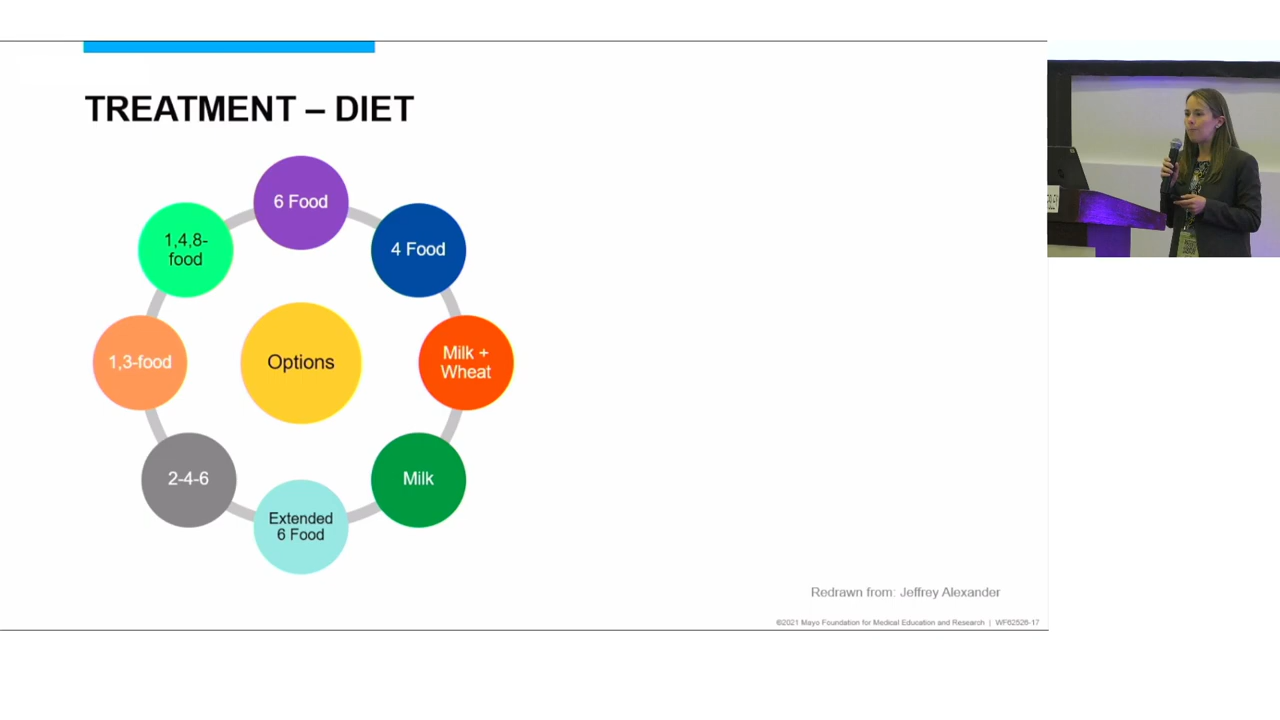 TREATMENT – DIET
6 Food
4 Food
Milk +
Wheat
Milk
Extended
6 Food
2-4-6
1,3-food
1,4,8-
food
Options
Redrawn from: Jeffrey Alexander
©2021 Mayo Foundation for Medical Education and Research | WF62526-17